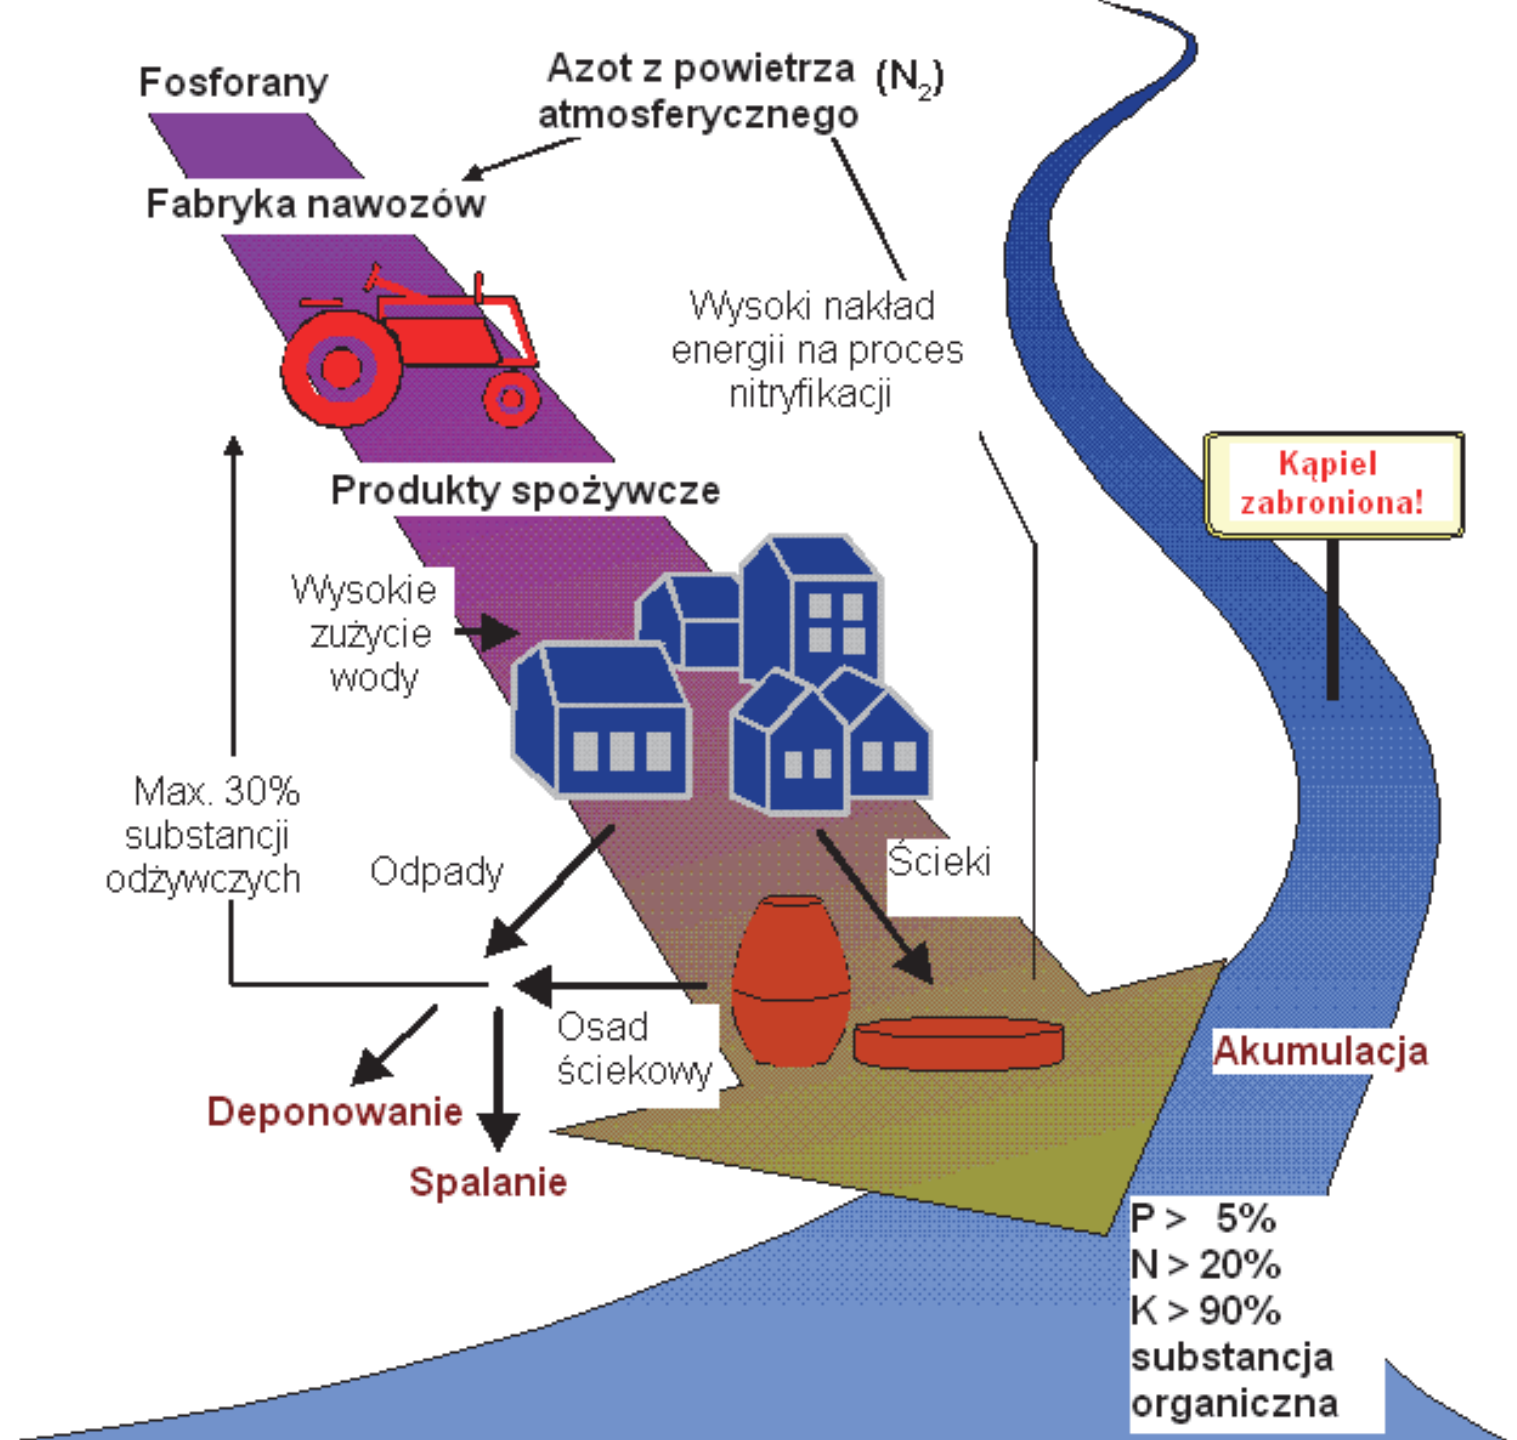 Fosforany
Azot z powietrza (N₂)
atmosferycznego
Fabryka nawozów
Wysoki nakład
energii na proces
nitryfikacji
Kąpiel
zabroniona!
Produkty spożywcze
Wysokie
zużycie
wody
Max. 30%
substancji
odżywczych
Odpady
Ścieki
Osad
ściekowy
Akumulacja
Deponowanie
Spalanie
P > 5%
N > 20%
K > 90%
substancja
organiczna